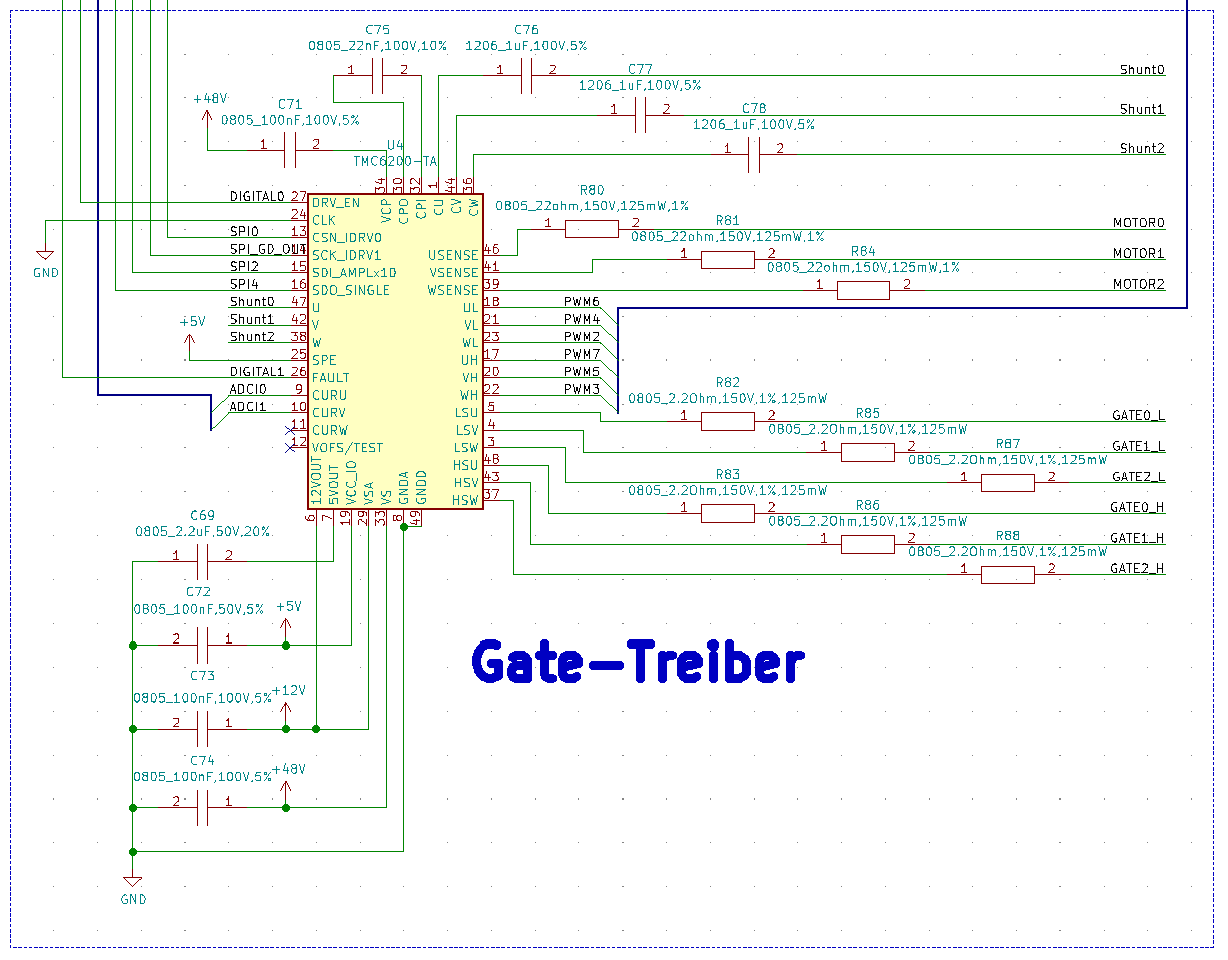 C75
0805_22nF,100V,10%
1 2
C76
1206_1uF,100V,5%
1 2
Shunt0
C77
1206_1uF,100V,5%
1 2
Shunt1
C78
1206_1uF,100V,5%
1 2
Shunt2
+48V
C71
0805_100nF,100V,5%
1 2
U4
TMC6200-TA
34 30 32 1 44 36
VCP CPO CPI CU CV CW
DIGITAL0 27 DRV_EN
24 CLK
GND
SPI0 13 CSN_IDRV0
SPI_GD_OUT 14 SCK_IDRV1
SPI2 15 SDI_AMPLx10
SPI4 16 SDO_SINGLE
Shunt0 47 U
Shunt1 42 V
Shunt2 38 W
+5V
25 SPE
DIGITAL1 26 FAULT
ADCI0 9 CURU
ADCI1 10 CURV
11 CURW
12 VOFS/TEST
USENSE 46
VSENSE 41
WSENSE 39
UL 18 PWM6
VL 21 PWM4
WL 23 PWM2
UH 17 PWM7
VH 20 PWM5
WH 22 PWM3
LSU 5
LSV 4
LSW 3
HSU 48
HSV 43
HSW 37
R80
0805_22ohm,150V,125mW,1%
1 2
MOTOR0
R81
0805_22ohm,150V,125mW,1%
1 2
MOTOR1
R84
0805_22ohm,150V,125mW,1%
1 2
MOTOR2
R82
0805_2.2Ohm,150V,1%,125mW
1 2
GATE0_L
R85
0805_2.2Ohm,150V,1%,125mW
1 2
GATE1_L
R87
0805_2.2Ohm,150V,1%,125mW
1 2
GATE2_L
R83
0805_2.2Ohm,150V,1%,125mW
1 2
GATE0_H
R86
0805_2.2Ohm,150V,1%,125mW
1 2
GATE1_H
R88
0805_2.2Ohm,150V,1%,125mW
1 2
GATE2_H
12VOUT 5VOUT VCC_IO VSA VS GNDA GNDD
6 7 19 29 33 8 49
C69
0805_2.2uF,50V,20%
1 2
C72
0805_100nF,50V,5%
+5V
2 1
C73
0805_100nF,100V,5%
+12V
2 1
C74
0805_100nF,100V,5%
+48V
2 1
GND
Gate-Treiber